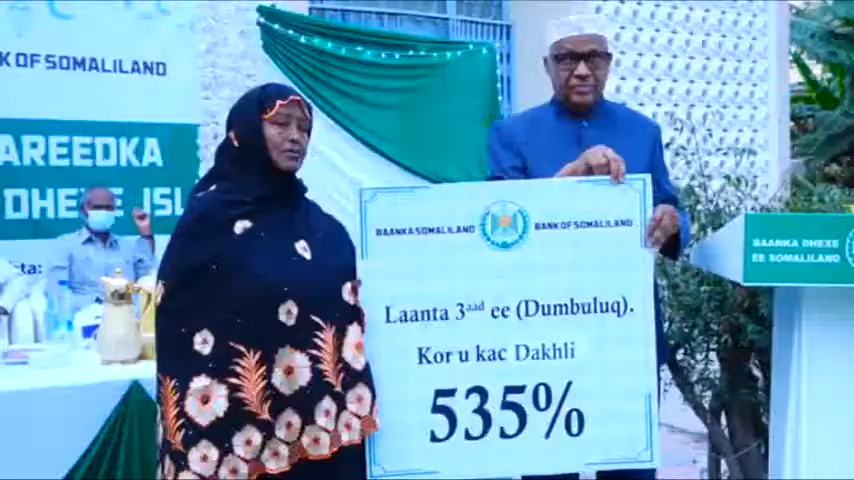 K OF SOMALILAND
AREEDKA
DHEXE ISL
BAANKA SOMALILAND
BANK OF SOMALILAND
Laanta 3aad ee (Dumbuluq).
Kor u kac Dakhli
535%
BAANKA DHEXE
EE SOMALILAND